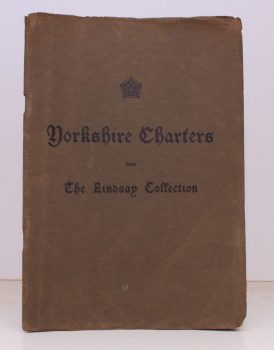 Yorkshire Charters
from
The Lindsay Collection